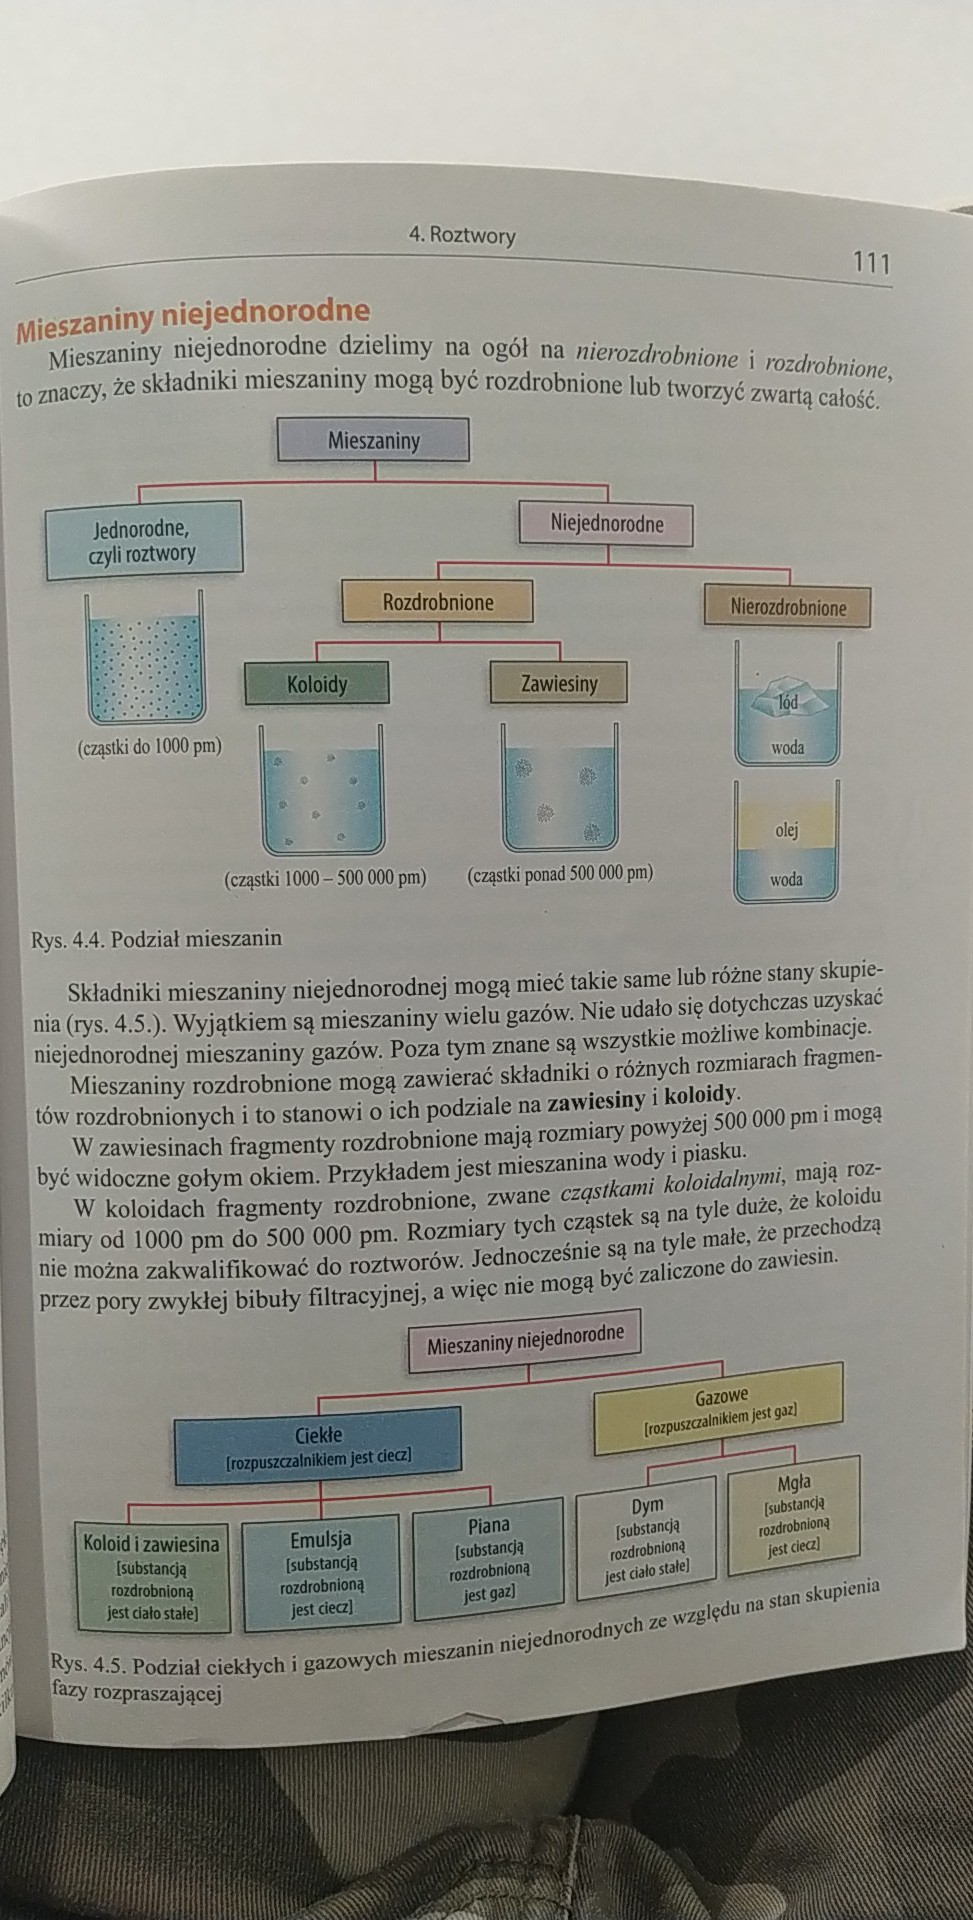 4. Roztwory
111
Mieszaniny niejednorodne
Mieszaniny niejednorodne dzielimy na ogół na nierozdrobnione i rozdrobnione,
to znaczy, że składniki mieszaniny mogą być rozdrobnione lub tworzyć zwartą całość.
Mieszaniny
Jednorodne,
czyli roztwory
Niejednorodne
Rozdrobnione
Nierozdrobnione
Koloidy
Zawiesiny
lód
woda
(cząstki do 1000 pm)
olej
woda
(cząstki 1000 – 500 000 pm)
(cząstki ponad 500 000 pm)
Rys. 4.4. Podział mieszanin
Składniki mieszaniny niejednorodnej mogą mieć takie same lub różne stany skupie-
nia (rys. 4.5.). Wyjątkiem są mieszaniny wielu gazów. Nie udało się dotychczas uzyskać
niejednorodnej mieszaniny gazów. Poza tym znane są wszystkie możliwe kombinacje.
Mieszaniny rozdrobnione mogą zawierać składniki o różnych rozmiarach fragmen-
tów rozdrobnionych i to stanowi o ich podziale na zawiesiny i koloidy.
W zawiesinach fragmenty rozdrobnione mają rozmiary powyżej 500 000 pm i mogą
być widoczne gołym okiem. Przykładem jest mieszanina wody i piasku.
W koloidach fragmenty rozdrobnione, zwane cząstkami koloidalnymi, mają roz-
miary od 1000 pm do 500 000 pm. Rozmiary tych cząstek są na tyle duże, że koloidu
nie można zakwalifikować do roztworów. Jednocześnie są na tyle małe, że przechodzą
przez pory zwykłej bibuły filtracyjnej, a więc nie mogą być zaliczone do zawiesin.
Mieszaniny niejednorodne
Ciekłe
[rozpuszczalnikiem jest ciecz]
Gazowe
[rozpuszczalnikiem jest gaz]
Koloid i zawiesina
[substancją
rozdrobnioną
jest ciało stałe]
Emulsja
[substancją
rozdrobnioną
jest ciecz]
Piana
[substancją
rozdrobnioną
jest gaz]
Dym
[substancją
rozdrobnioną
jest ciało stałe]
Mgła
[substancją
rozdrobnioną
jest ciecz]
Rys. 4.5. Podział ciekłych i gazowych mieszanin niejednorodnych ze względu na stan skupienia
fazy rozpraszającej